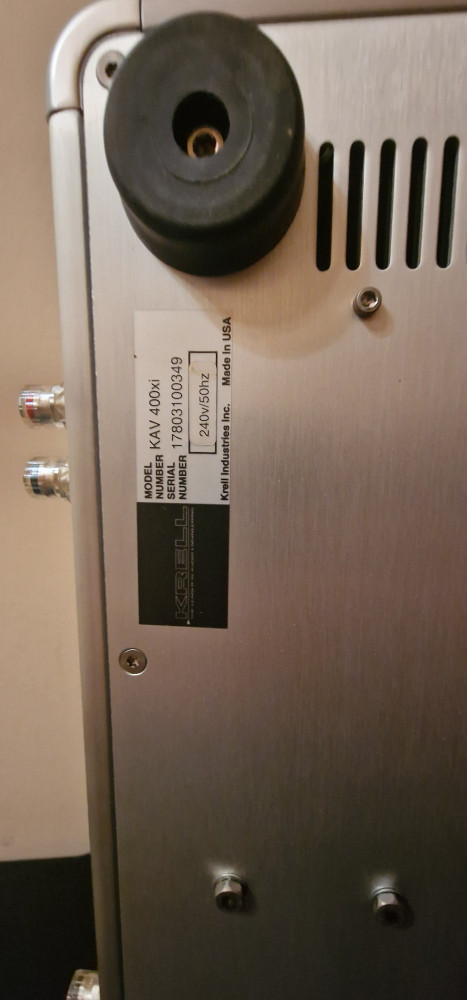 KRELL
MODEL
NUMBER KAV 400xi
SERIAL
NUMBER 17803100349
240v/50hz
Krell Industries Inc. Made In USA